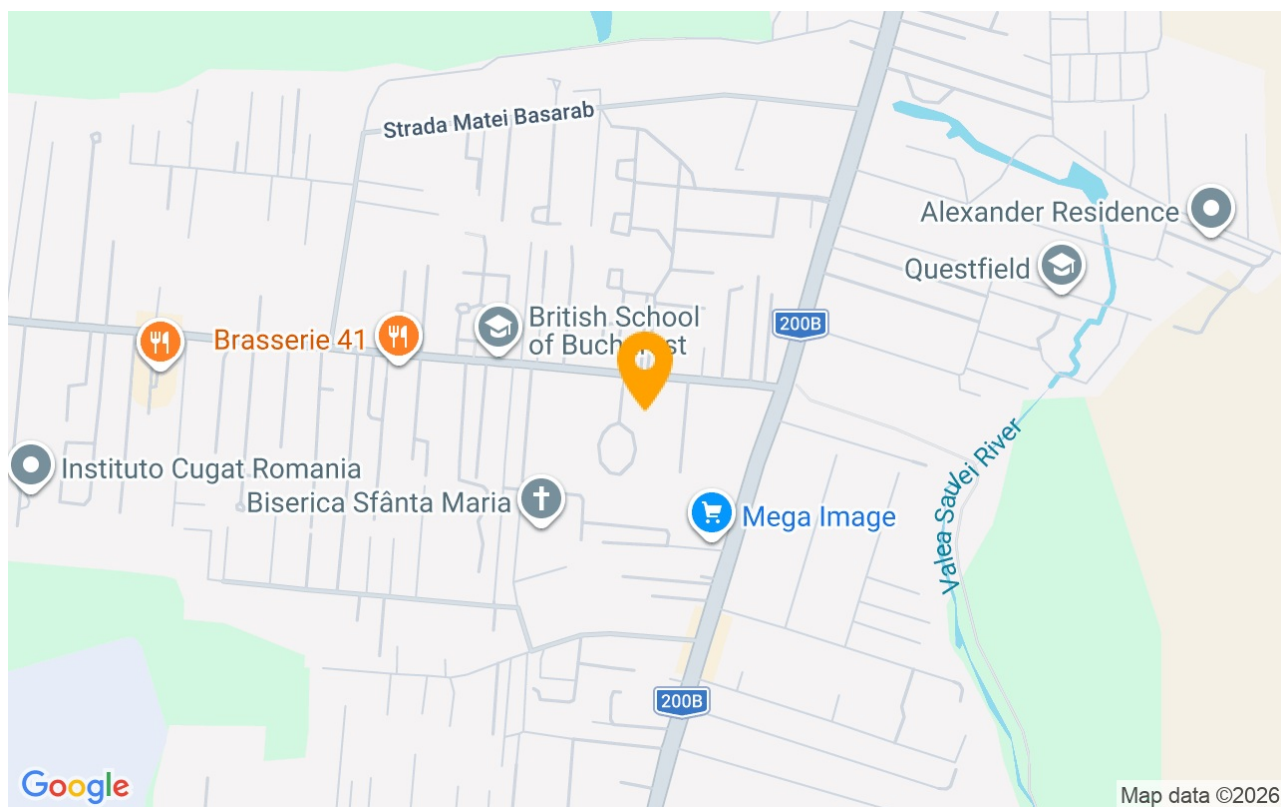 Strada Matei Basarab
Alexander Residence
Questfield
British School
of Bucharest
200B
Brasserie 41
Instituto Cugat Romania
Biserica Sfânta Maria
Mega Image
Valea Saulei River
200B
Google
Map data ©2026